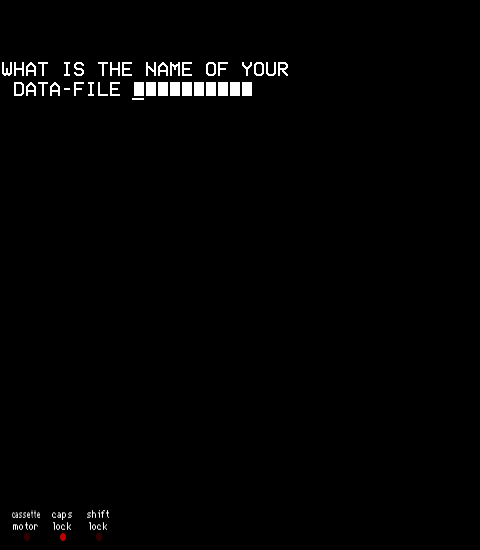 WHAT IS THE NAME OF YOUR
DATA-FILE
cassette caps shift
motor lock lock